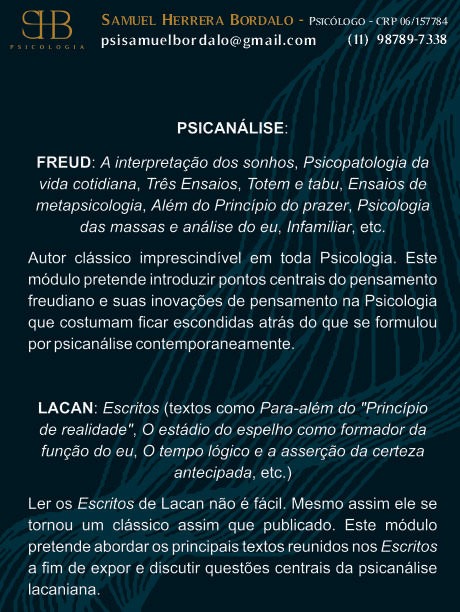 SHB
PSICOLOGIA
SAMUEL HERRERA BORDALO - PSICÓLOGO - CRP 06/157784
psisamuelbordalo@gmail.com (11) 98789-7338
PSICANÁLISE:
FREUD: A interpretação dos sonhos, Psicopatologia da
vida cotidiana, Três Ensaios, Totem e tabu, Ensaios de
metapsicologia, Além do Princípio do prazer, Psicologia
das massas e análise do eu, Infamiliar, etc.
Autor clássico imprescindível em toda Psicologia. Este
módulo pretende introduzir pontos centrais do pensamento
freudiano e suas inovações de pensamento na Psicologia
que costumam ficar escondidas atrás do que se formulou
por psicanálise contemporaneamente.
LACAN: Escritos (textos como Para-além do "Princípio
de realidade", O estádio do espelho como formador da
função do eu, O tempo lógico e a asserção da certeza
antecipada, etc.)
Ler os Escritos de Lacan não é fácil. Mesmo assim ele se
tornou um clássico assim que publicado. Este módulo
pretende abordar os principais textos reunidos nos Escritos
a fim de expor e discutir questões centrais da psicanálise
lacaniana.